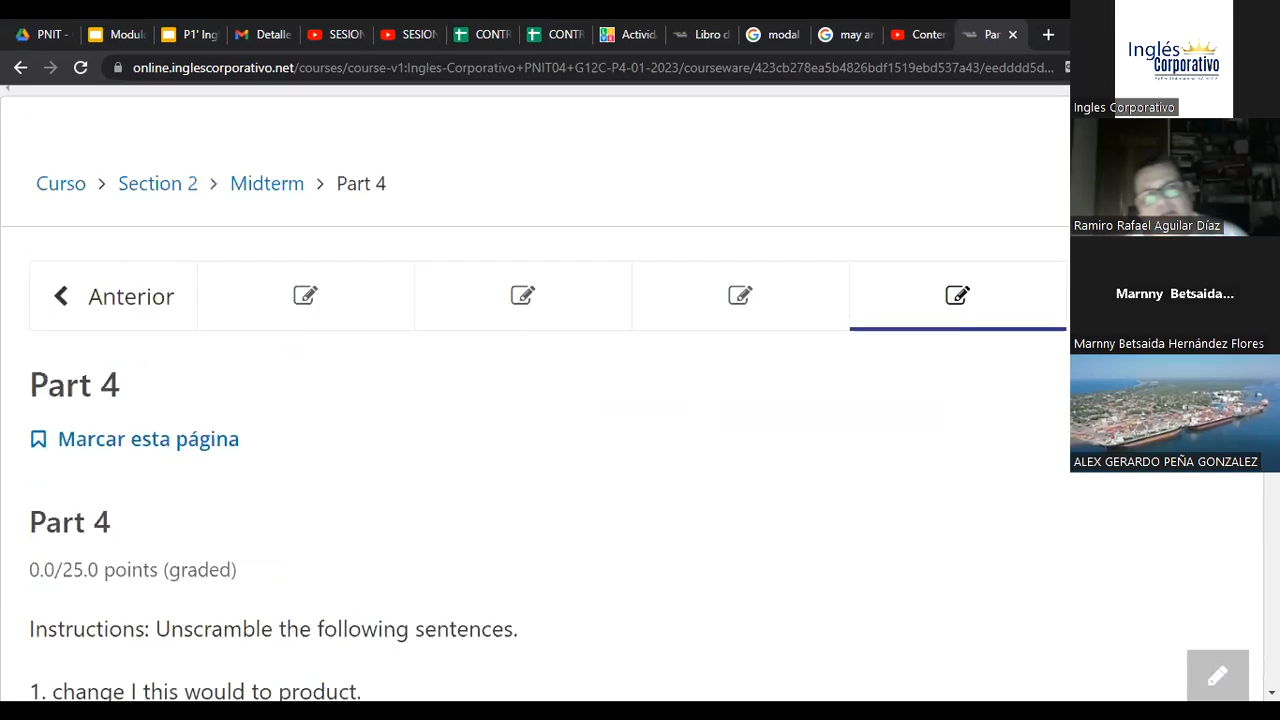 PNIT -
Modul
P1' Ing
Detalle
SESION
SESION
CONTR
CONTR
Activid
Libro d
modal
may ar
Conter
Par
online.inglescorporativo.net/courses/course-v1:Ingles-Corporativo+PNIT04+G12C-P4-01-2023/courseware/423cb278ea5b4826bdf1519ebd537a43/eedddd5d...
Curso > Section 2 > Midterm > Part 4
Anterior
Part 4
Marcar esta página
Part 4
0.0/25.0 points (graded)
Instructions: Unscramble the following sentences.
1. change I this would to product.
Inglés
Corporativo
Ingles Corporativo
Ramiro Rafael Aguilar Díaz
Marnny Betsaida...
Marnny Betsaida Hernández Flores
ALEX GERARDO PEÑA GONZALEZ